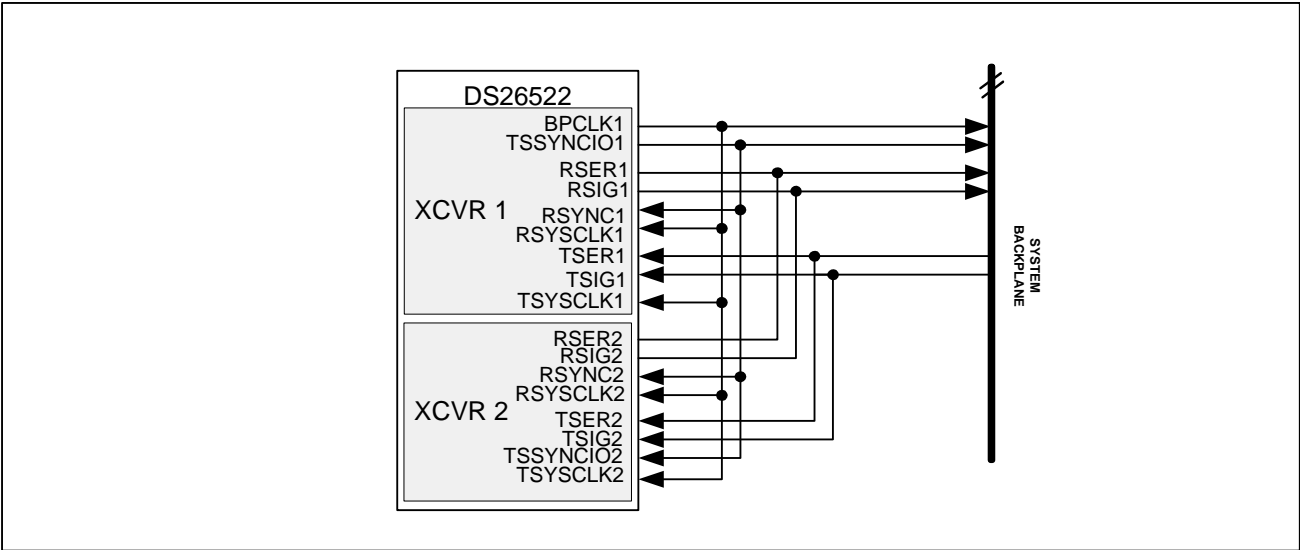 DS26522
BPCLK1
TSSYNCIO1
RSER1
RSIG1
XCVR 1
RSYNC1
RSYSCLK1
TSER1
TSIG1
TSYSCLK1
RSER2
RSIG2
RSYNC2
RSYSCLK2
XCVR 2
TSER2
TSIG2
TSSYNCIO2
TSYSCLK2
SYSTEM
BACKPLANE